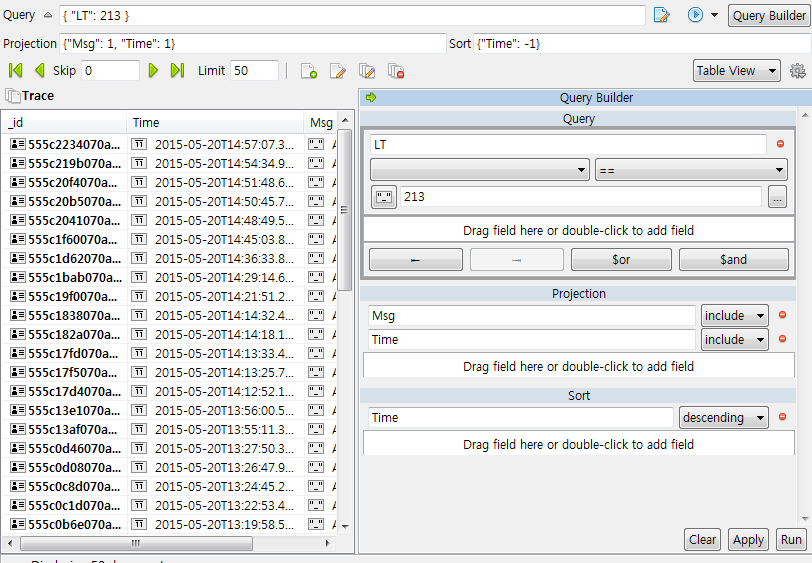 Query { "LT": 213 } Query Builder
Projection {"Msg": 1, "Time": 1} Sort {"Time": -1}
Skip 0 Limit 50 Table View
Trace
_id Time Msg
555c2234070a... 2015-05-20T14:57:07.3...
555c219b070a... 2015-05-20T14:54:34.9...
555c20f4070a... 2015-05-20T14:51:48.6...
555c20b5070a... 2015-05-20T14:50:45.7...
555c2041070a... 2015-05-20T14:48:49.5...
555c1f60070a... 2015-05-20T14:45:03.8...
555c1d62070a... 2015-05-20T14:36:33.8...
555c1bab070a... 2015-05-20T14:29:14.6...
555c19f0070a... 2015-05-20T14:21:51.2...
555c1838070a... 2015-05-20T14:14:32.4...
555c182a070a... 2015-05-20T14:14:18.1...
555c17fd070a... 2015-05-20T14:13:33.4...
555c17f5070a... 2015-05-20T14:13:25.7...
555c17d4070a... 2015-05-20T14:12:52.1...
555c13e1070a... 2015-05-20T13:56:00.5...
555c13af070a... 2015-05-20T13:55:11.3...
555c0d46070a... 2015-05-20T13:27:50.3...
555c0d08070a... 2015-05-20T13:26:47.9...
555c0c8d070a... 2015-05-20T13:24:45.2...
555c0c1d070a... 2015-05-20T13:22:53.4...
555c0b6e070a... 2015-05-20T13:19:58.5...
Query Builder
Query
LT
==
"_" 213 ...
Drag field here or double-click to add field
← → $or $and
Projection
Msg include
Time include
Drag field here or double-click to add field
Sort
Time descending
Drag field here or double-click to add field
Clear Apply Run